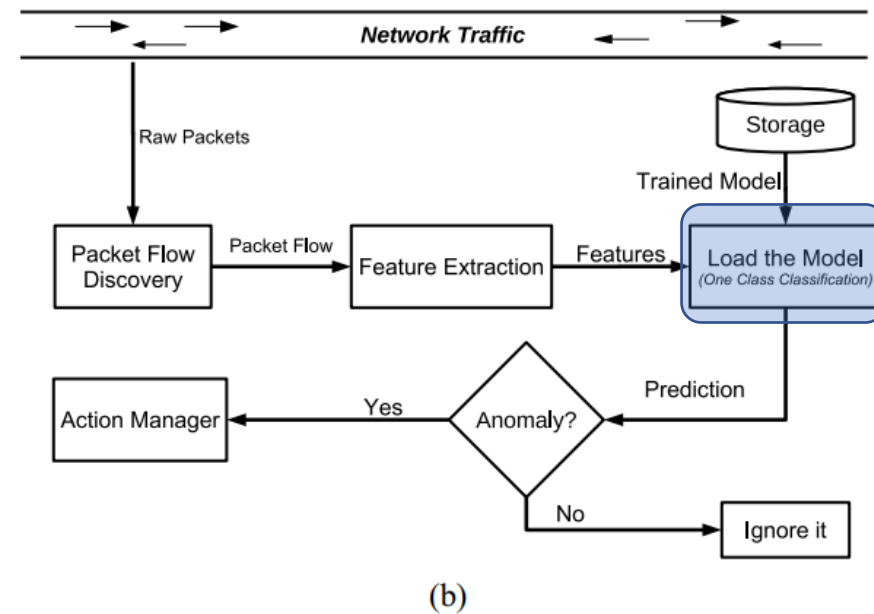 Network Traffic
Raw Packets
Storage
Trained Model
Packet Flow
Discovery
Packet Flow
Feature Extraction
Features
Load the Model
(One Class Classification)
Prediction
Anomaly?
Yes
Action Manager
No
Ignore it
(b)